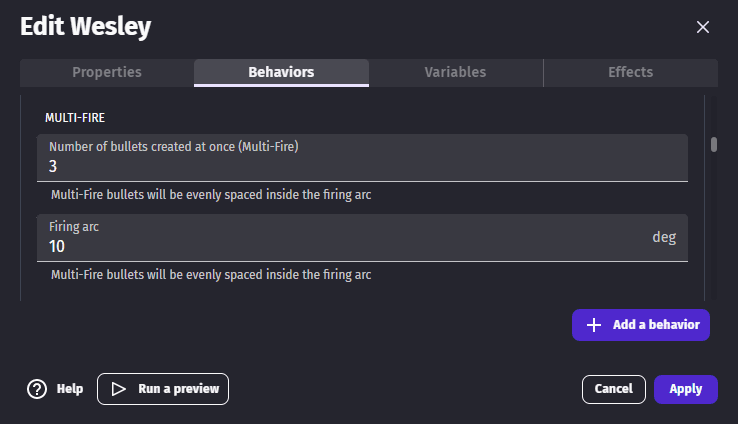 Edit Wesley
Properties
Behaviors
Variables
Effects
MULTI-FIRE
Number of bullets created at once (Multi-Fire)
3
Multi-Fire bullets will be evenly spaced inside the firing arc
Firing arc
10
deg
Multi-Fire bullets will be evenly spaced inside the firing arc
Add a behavior
Help
Run a preview
Cancel
Apply